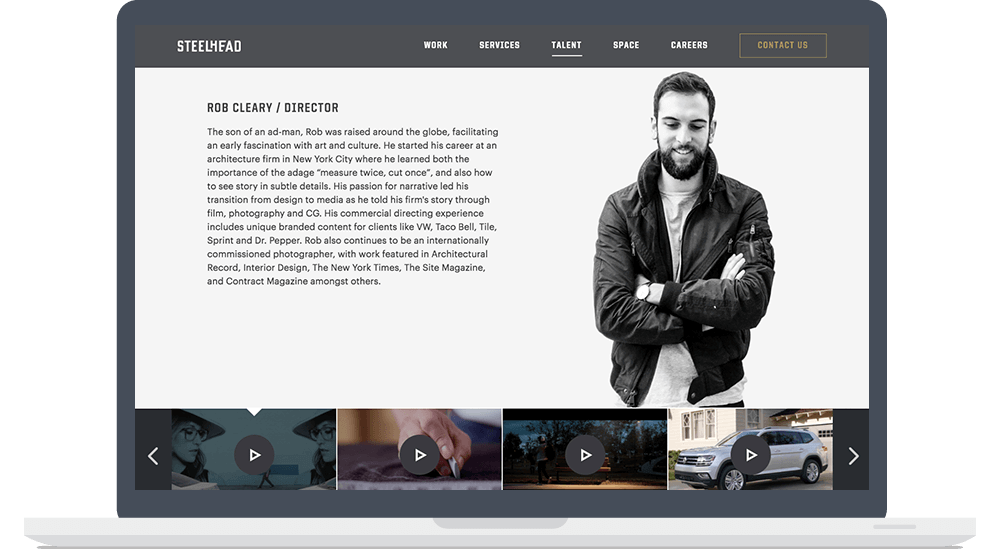 STEELHEAD
WORK
SERVICES
TALENT
SPACE
CAREERS
CONTACT US
ROB CLEARY / DIRECTOR
The son of an ad-man, Rob was raised around the globe, facilitating
an early fascination with art and culture. He started his career at an
architecture firm in New York City where he learned both the
importance of the adage “measure twice, cut once”, and also how
to see story in subtle details. His passion for narrative led his
transition from design to media as he told his firm's story through
film, photography and CG. His commercial directing experience
includes unique branded content for clients like VW, Taco Bell, Tile,
Sprint and Dr. Pepper. Rob also continues to be an internationally
commissioned photographer, with work featured in Architectural
Record, Interior Design, The New York Times, The Site Magazine,
and Contract Magazine amongst others.